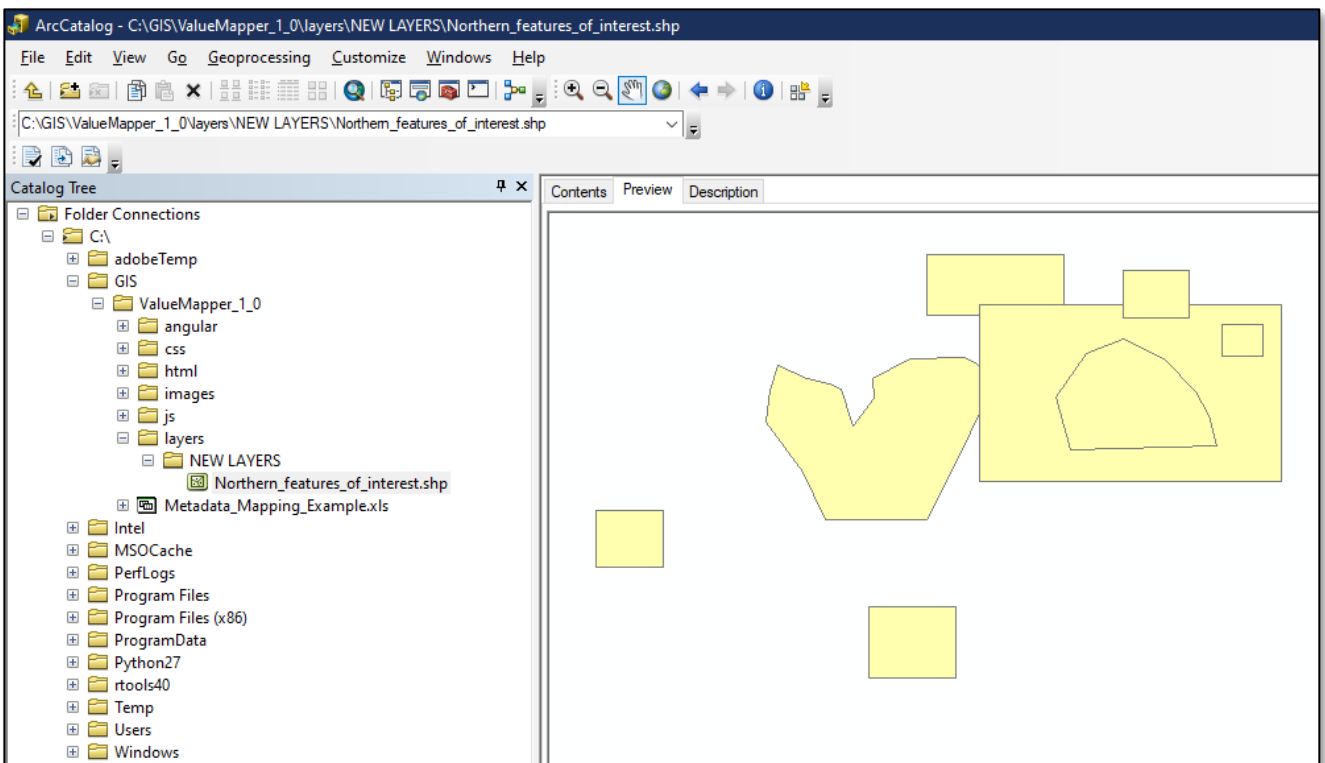 ArcCatalog - C:\GIS\ValueMapper_1_0\layers\NEW LAYERS\Northern_features_of_interest.shp
File Edit View Go Geoprocessing Customize Windows Help
C:\GIS\ValueMapper_1_0\layers\NEW LAYERS\Northern_features_of_interest.shp
Catalog Tree
Contents Preview Description
Folder Connections
C:\
adobeTemp
GIS
ValueMapper_1_0
angular
css
html
images
js
layers
NEW LAYERS
Northern_features_of_interest.shp
Metadata_Mapping_Example.xls
Intel
MSOCache
PerfLogs
Program Files
Program Files (x86)
ProgramData
Python27
rtools40
Temp
Users
Windows